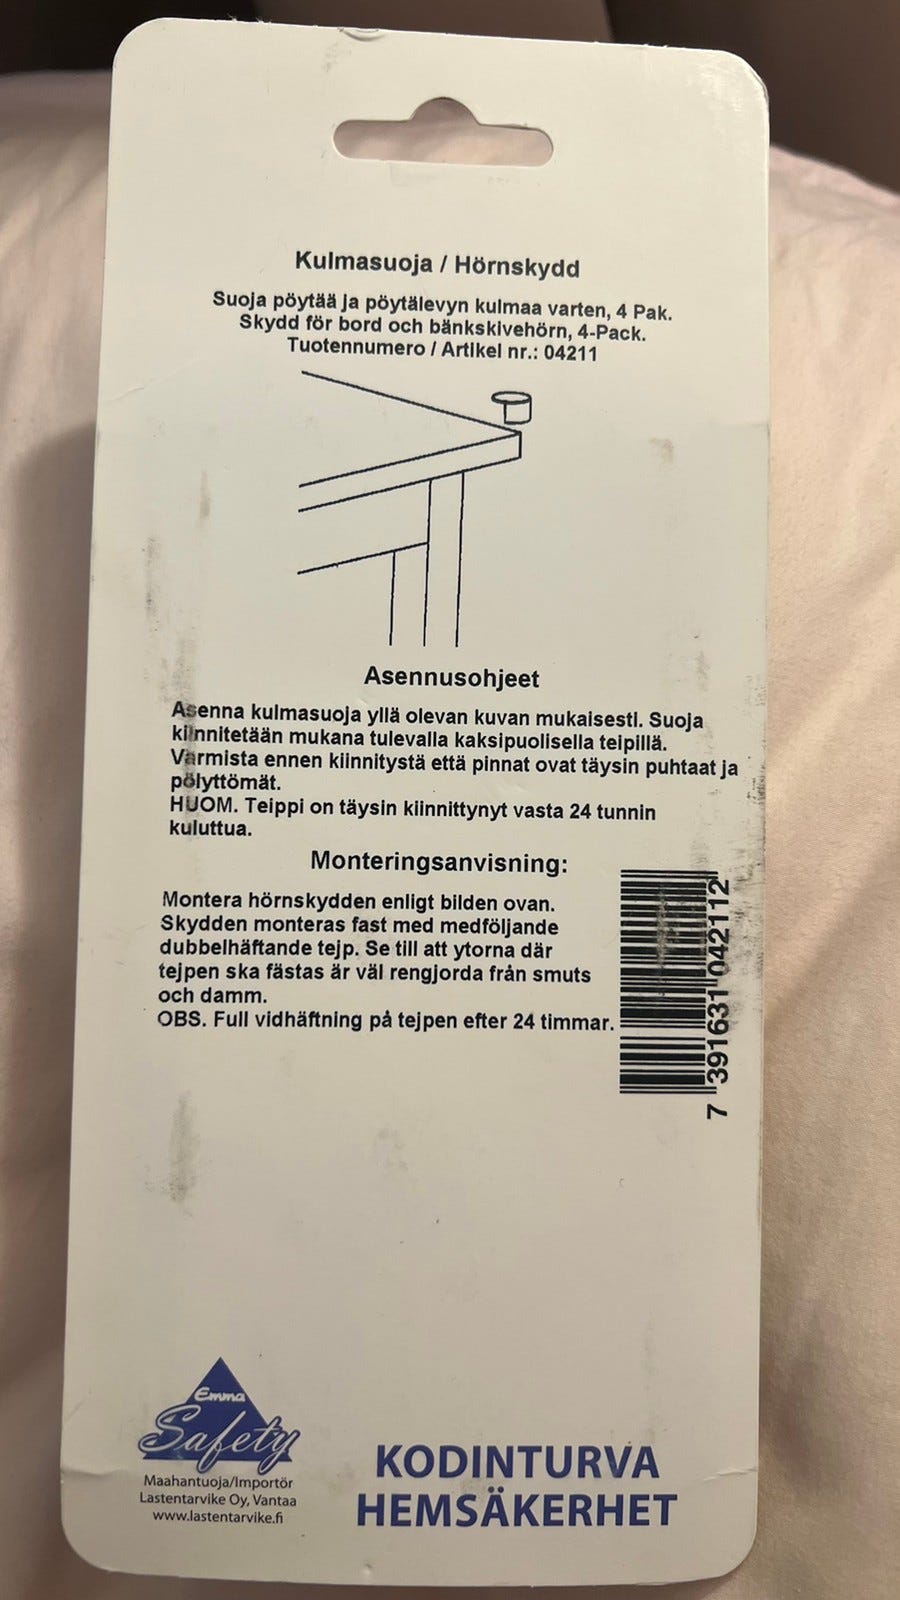 Kulmasuoja / Hörnskydd
Suoja pöytää ja pöytälevyn kulmaa varten, 4 Pak.
Skydd för bord och bänkskivehörn, 4-Pack.
Tuotennumero / Artikel nr.: 04211
Asennusohjeet
Asenna kulmasuoja yllä olevan kuvan mukaisesti. Suoja
kiinnitetään mukana tulevalla kaksipuolisella teipillä.
Varmista ennen kiinnitystä että pinnat ovat täysin puhtaat ja
pölyttömät.
HUOM. Teippi on täysin kiinnittynyt vasta 24 tunnin
kuluttua.
Monteringsanvisning:
Montera hörnskydden enligt bilden ovan.
Skydden monteras fast med medföljande
dubbelhäftande tejp. Se till att ytorna där
tejpen ska fästas är väl rengjorda från smuts
och damm.
OBS. Full vidhäftning på tejpen efter 24 timmar.
7 391631 042112
Emma
Safety
Maahantuoja/Importör
Lastentarvike Oy, Vantaa
www.lastentarvike.fi
KODINTURVA
HEMSÄKERHET